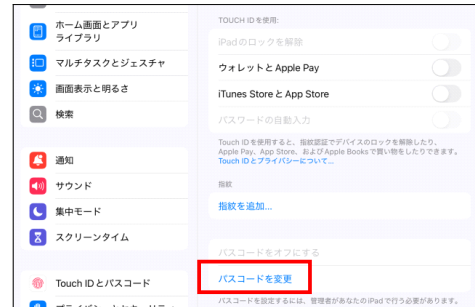 ホーム画面とアプリ
ライブラリ
マルチタスクとジェスチャ
画面表示と明るさ
検索
通知
サウンド
集中モード
スクリーンタイム
Touch IDとパスコード
TOUCH IDを使用:
iPadのロックを解除
ウォレットとApple Pay
iTunes StoreとApp Store
パスワードの自動入力
Touch IDを使用すると、指紋認証でデバイスのロックを解除したり、
Apple Pay、App Store、およびApple Booksで買い物をしたりできます。
Touch IDとプライバシーについて...
指紋
指紋を追加...
パスコードをオフにする
パスコードを変更
パスコードを設定するには、管理者があなたのiPadで行う必要があります。